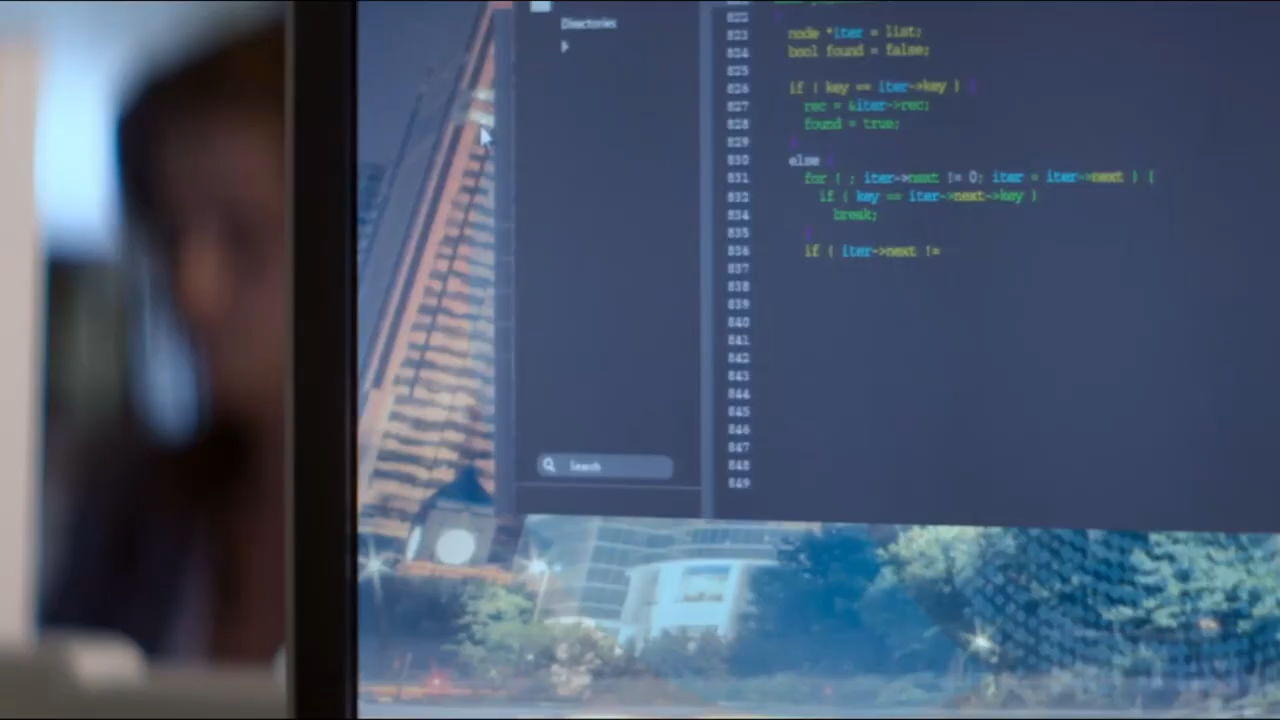 Directories
Search
822
823 node *iter = list;
824 bool found = false;
825
826 if ( key == iter->key ) {
827 rec = &iter->rec;
828 found = true;
829 }
830 else {
831 for ( ; iter->next != 0; iter = iter->next ) {
832 if ( key == iter->next->key )
834 break;
835 }
836 if ( iter->next !=
837
838
839
840
841
842
843
844
845
846
847
848
849